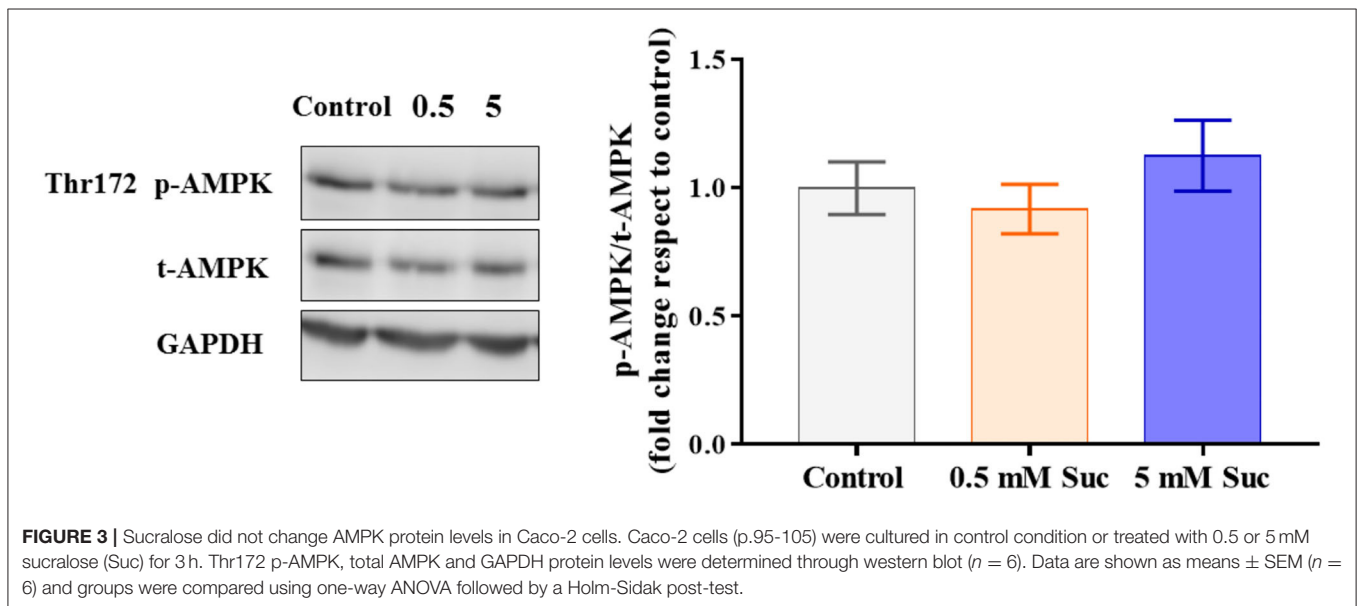 Control 0.5 5
Thr172 p-AMPK
t-AMPK
GAPDH
p-AMPK/t-AMPK
(fold change respect to control)
1.5
1.0
0.5
0.0
Control 0.5 mM Suc 5 mM Suc
FIGURE 3 | Sucralose did not change AMPK protein levels in Caco-2 cells. Caco-2 cells (p.95-105) were cultured in control condition or treated with 0.5 or 5 mM
sucralose (Suc) for 3 h. Thr172 p-AMPK, total AMPK and GAPDH protein levels were determined through western blot (n = 6). Data are shown as means ± SEM (n =
6) and groups were compared using one-way ANOVA followed by a Holm-Sidak post-test.